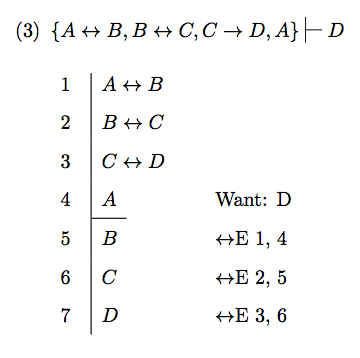 (3) {A ↔ B, B ↔ C, C → D, A} ⊢ D
1 A ↔ B
2 B ↔ C
3 C ↔ D
4 A Want: D
5 B ↔E 1, 4
6 C ↔E 2, 5
7 D ↔E 3, 6